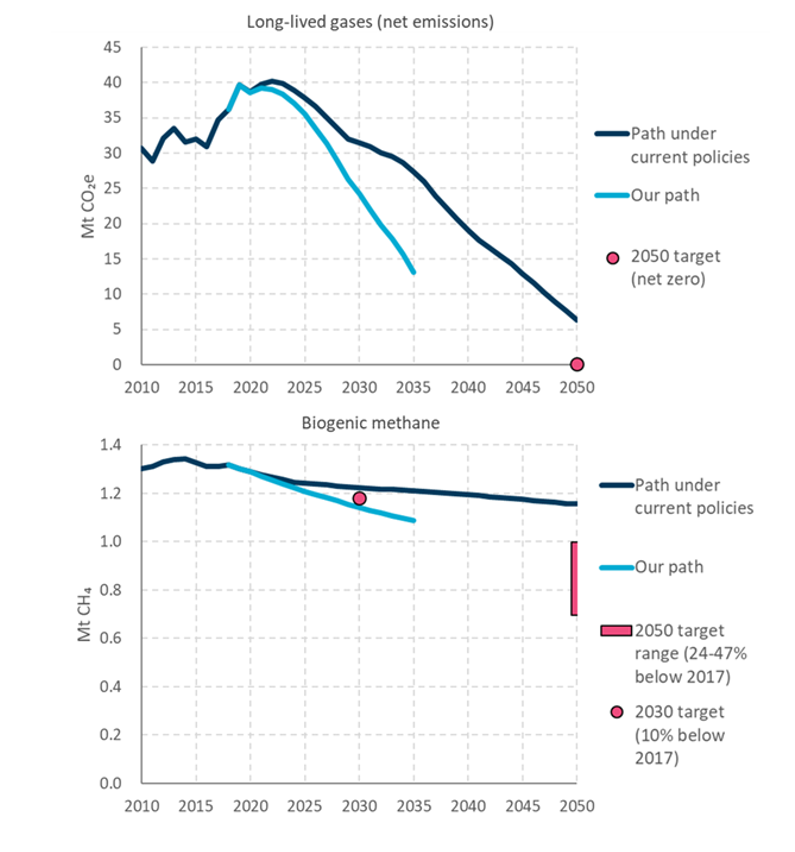 Long-lived gases (net emissions)
Mt CO₂e
45
40
35
30
25
20
15
10
5
0
2010 2015 2020 2025 2030 2035 2040 2045 2050
Path under
current policies
Our path
2050 target
(net zero)
Biogenic methane
Mt CH₄
1.4
1.2
1.0
0.8
0.6
0.4
0.2
0.0
2010 2015 2020 2025 2030 2035 2040 2045 2050
Path under
current policies
Our path
2050 target
range (24-47%
below 2017)
2030 target
(10% below
2017)